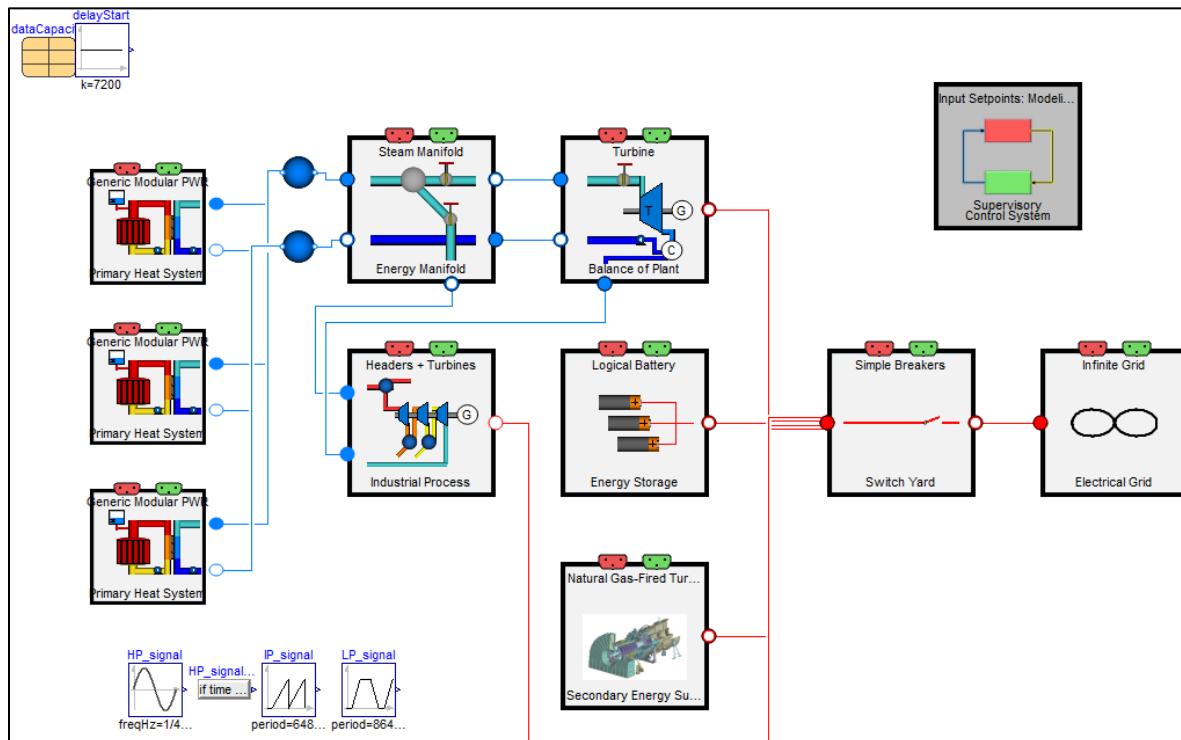 delayStart
dataCapaci
k=7200
Input Setpoints: Modeli...
Supervisory
Control System
Steam Manifold
Energy Manifold
Turbine
T
G
C
Balance of Plant
Generic Modular PWR
Primary Heat System
Generic Modular PWR
Primary Heat System
Generic Modular PWR
Primary Heat System
Headers + Turbines
G
Industrial Process
Logical Battery
Energy Storage
Simple Breakers
Switch Yard
Infinite Grid
Electrical Grid
Natural Gas-Fired Tur...
Secondary Energy Su...
HP_signal
freqHz=1/4...
HP_signal...
if time ...
IP_signal
period=648...
LP_signal
period=864...